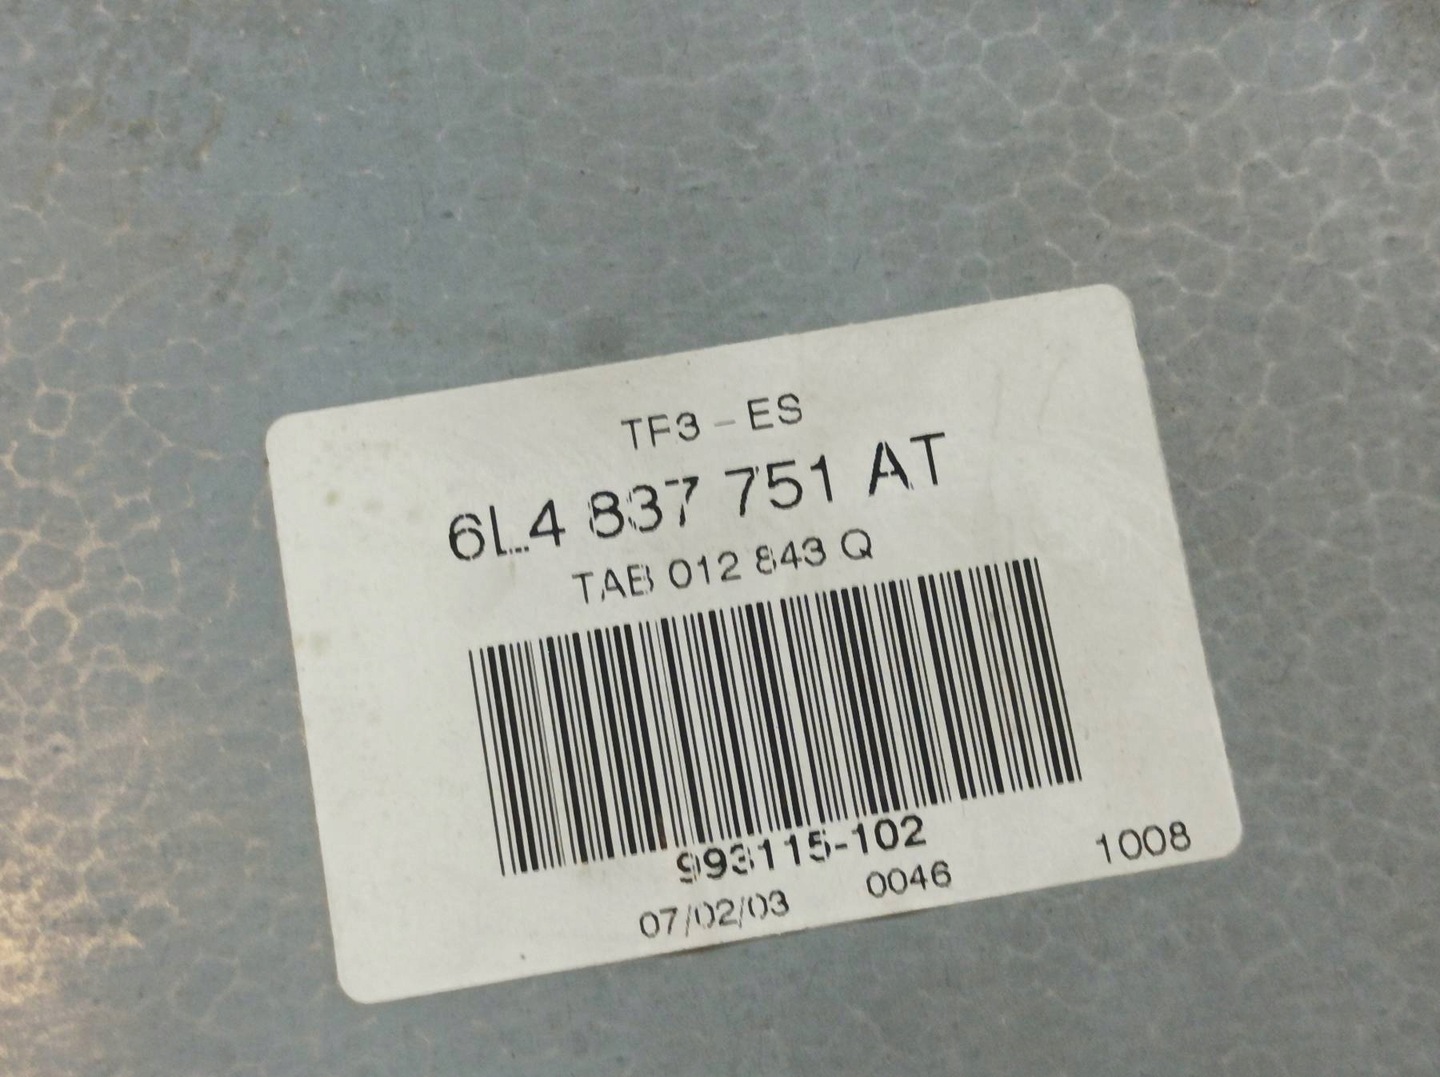 TF3 - ES
6L4 837 751 AT
TAB 012 843 Q
993115-102
07/02/03 0046 1008